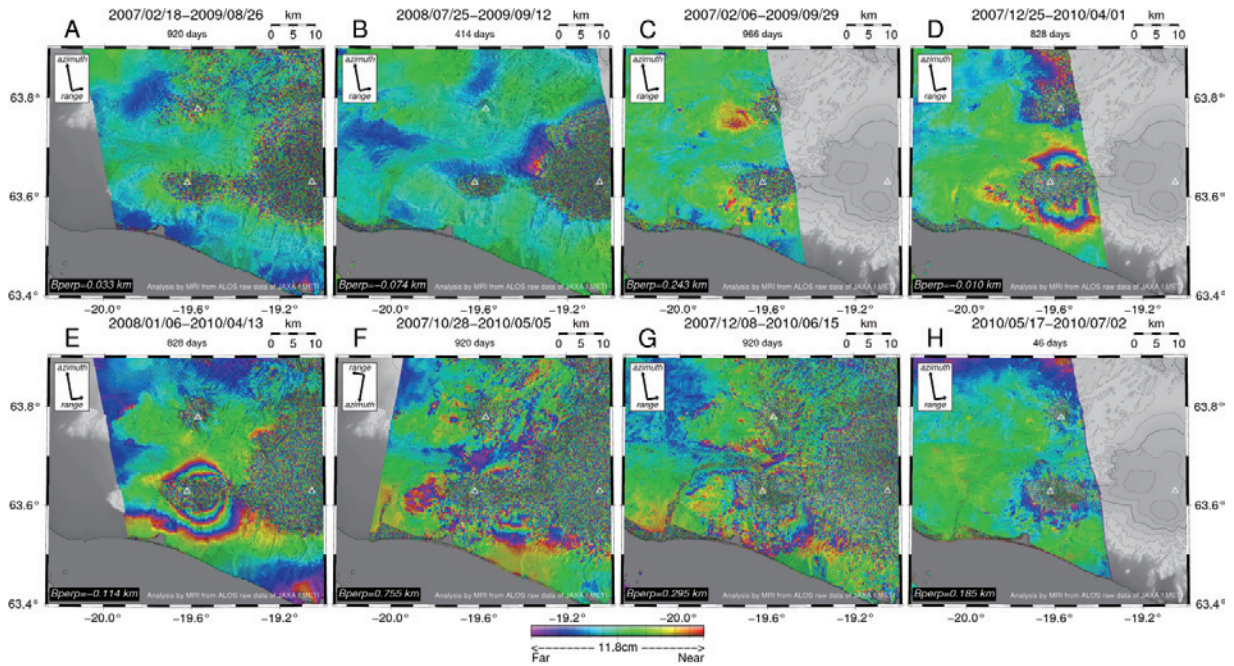 A 2007/02/18−2009/08/26 km
920 days 0 5 10
B 2008/07/25−2009/09/12 km
414 days 0 5 10
C 2007/02/06−2009/09/29 km
966 days 0 5 10
D 2007/12/25−2010/04/01 km
828 days 0 5 10
azimuth azimuth azimuth azimuth
range range range range
63.8° 63.8°
63.6° 63.6°
63.4° 63.4°
Bperp=0.033 km Analysis by MRI from ALOS raw data of JAXA & METI
Bperp=−0.074 km Analysis by MRI from ALOS raw data of JAXA & METI
Bperp=0.243 km Analysis by MRI from ALOS raw data of JAXA & METI
Bperp=−0.010 km Analysis by MRI from ALOS raw data of JAXA & METI
−20.0° −19.6° −19.2° −20.0° −19.6° −19.2° −20.0° −19.6° −19.2° −20.0° −19.6° −19.2°
E 2008/01/06−2010/04/13 km
828 days 0 5 10
F 2007/10/28−2010/05/05 km
920 days 0 5 10
G 2007/12/08−2010/06/15 km
920 days 0 5 10
H 2010/05/17−2010/07/02 km
46 days 0 5 10
azimuth range azimuth azimuth
range azimuth range range
63.8° 63.8°
63.6° 63.6°
63.4° 63.4°
Bperp=−0.114 km Analysis by MRI from ALOS raw data of JAXA & METI
Bperp=0.755 km Analysis by MRI from ALOS raw data of JAXA & METI
Bperp=0.295 km Analysis by MRI from ALOS raw data of JAXA & METI
Bperp=0.185 km Analysis by MRI from ALOS raw data of JAXA & METI
−20.0° −19.6° −19.2° −20.0° −19.6° −19.2° −20.0° −19.6° −19.2° −20.0° −19.6° −19.2°
<−−−−−−−− 11.8cm −−−−−−−−>
Far Near